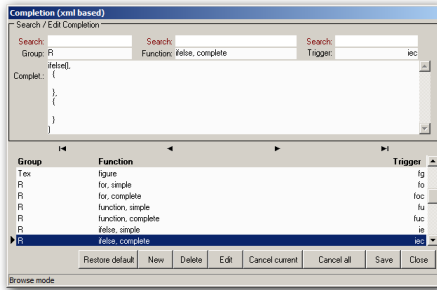 Completion (xml based)
Search / Edit Completion
Search: Search: Search:
Group: R Function: ifelse, complete Trigger: iec
Complet.: ifelse(),
{
},
{
}
)
Group Function Trigger
Tex figure fg
R for, simple fo
R for, complete foc
R function, simple fu
R function, complete fuc
R ifelse, simple ie
R ifelse, complete iec
Restore default New Delete Edit Cancel current Cancel all Save Close
Browse mode